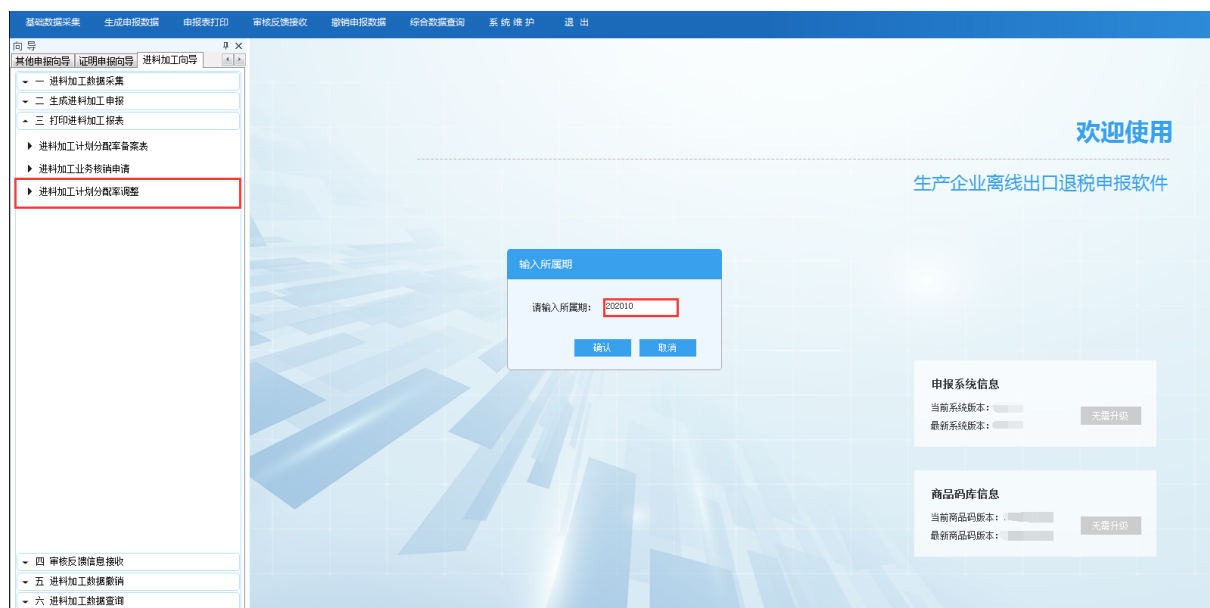 基础数据采集 生成申报数据 申报表打印 审核反馈接收 撤销申报数据 综合数据查询 系统维护 退出
向导
其他申报向导 证明申报向导 进料加工向导
一 进料加工数据采集
二 生成进料加工申报
三 打印进料加工报表
进料加工计划分配率备案表
进料加工业务核销申请
进料加工计划分配率调整
四 审核反馈信息接收
五 进料加工数据撤销
六 进料加工数据查询
欢迎使用
生产企业离线出口退税申报软件
输入所属期
请输入所属期: 202010
确认 取消
申报系统信息
当前系统版本:
最新系统版本:
无需升级
商品码库信息
当前商品码版本:
最新商品码版本:
无需升级